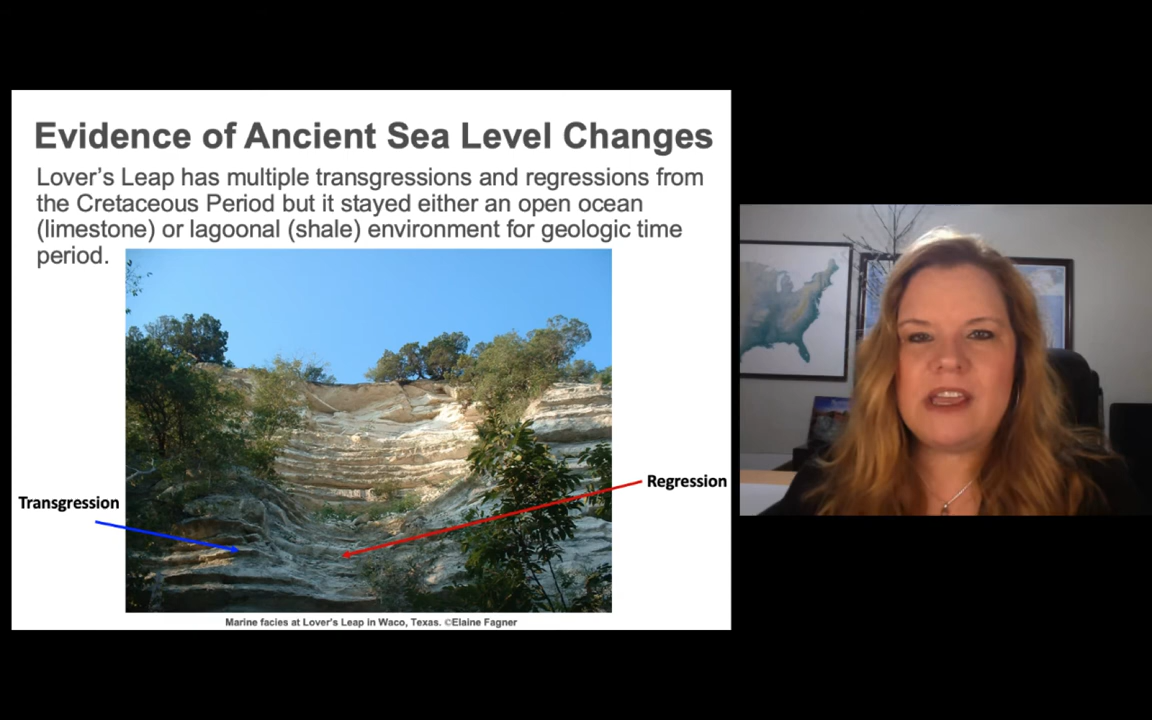 Evidence of Ancient Sea Level Changes
Lover's Leap has multiple transgressions and regressions from
the Cretaceous Period but it stayed either an open ocean
(limestone) or lagoonal (shale) environment for geologic time
period.
Regression
Transgression
Marine facies at Lover's Leap in Waco, Texas. ©Elaine Fagner